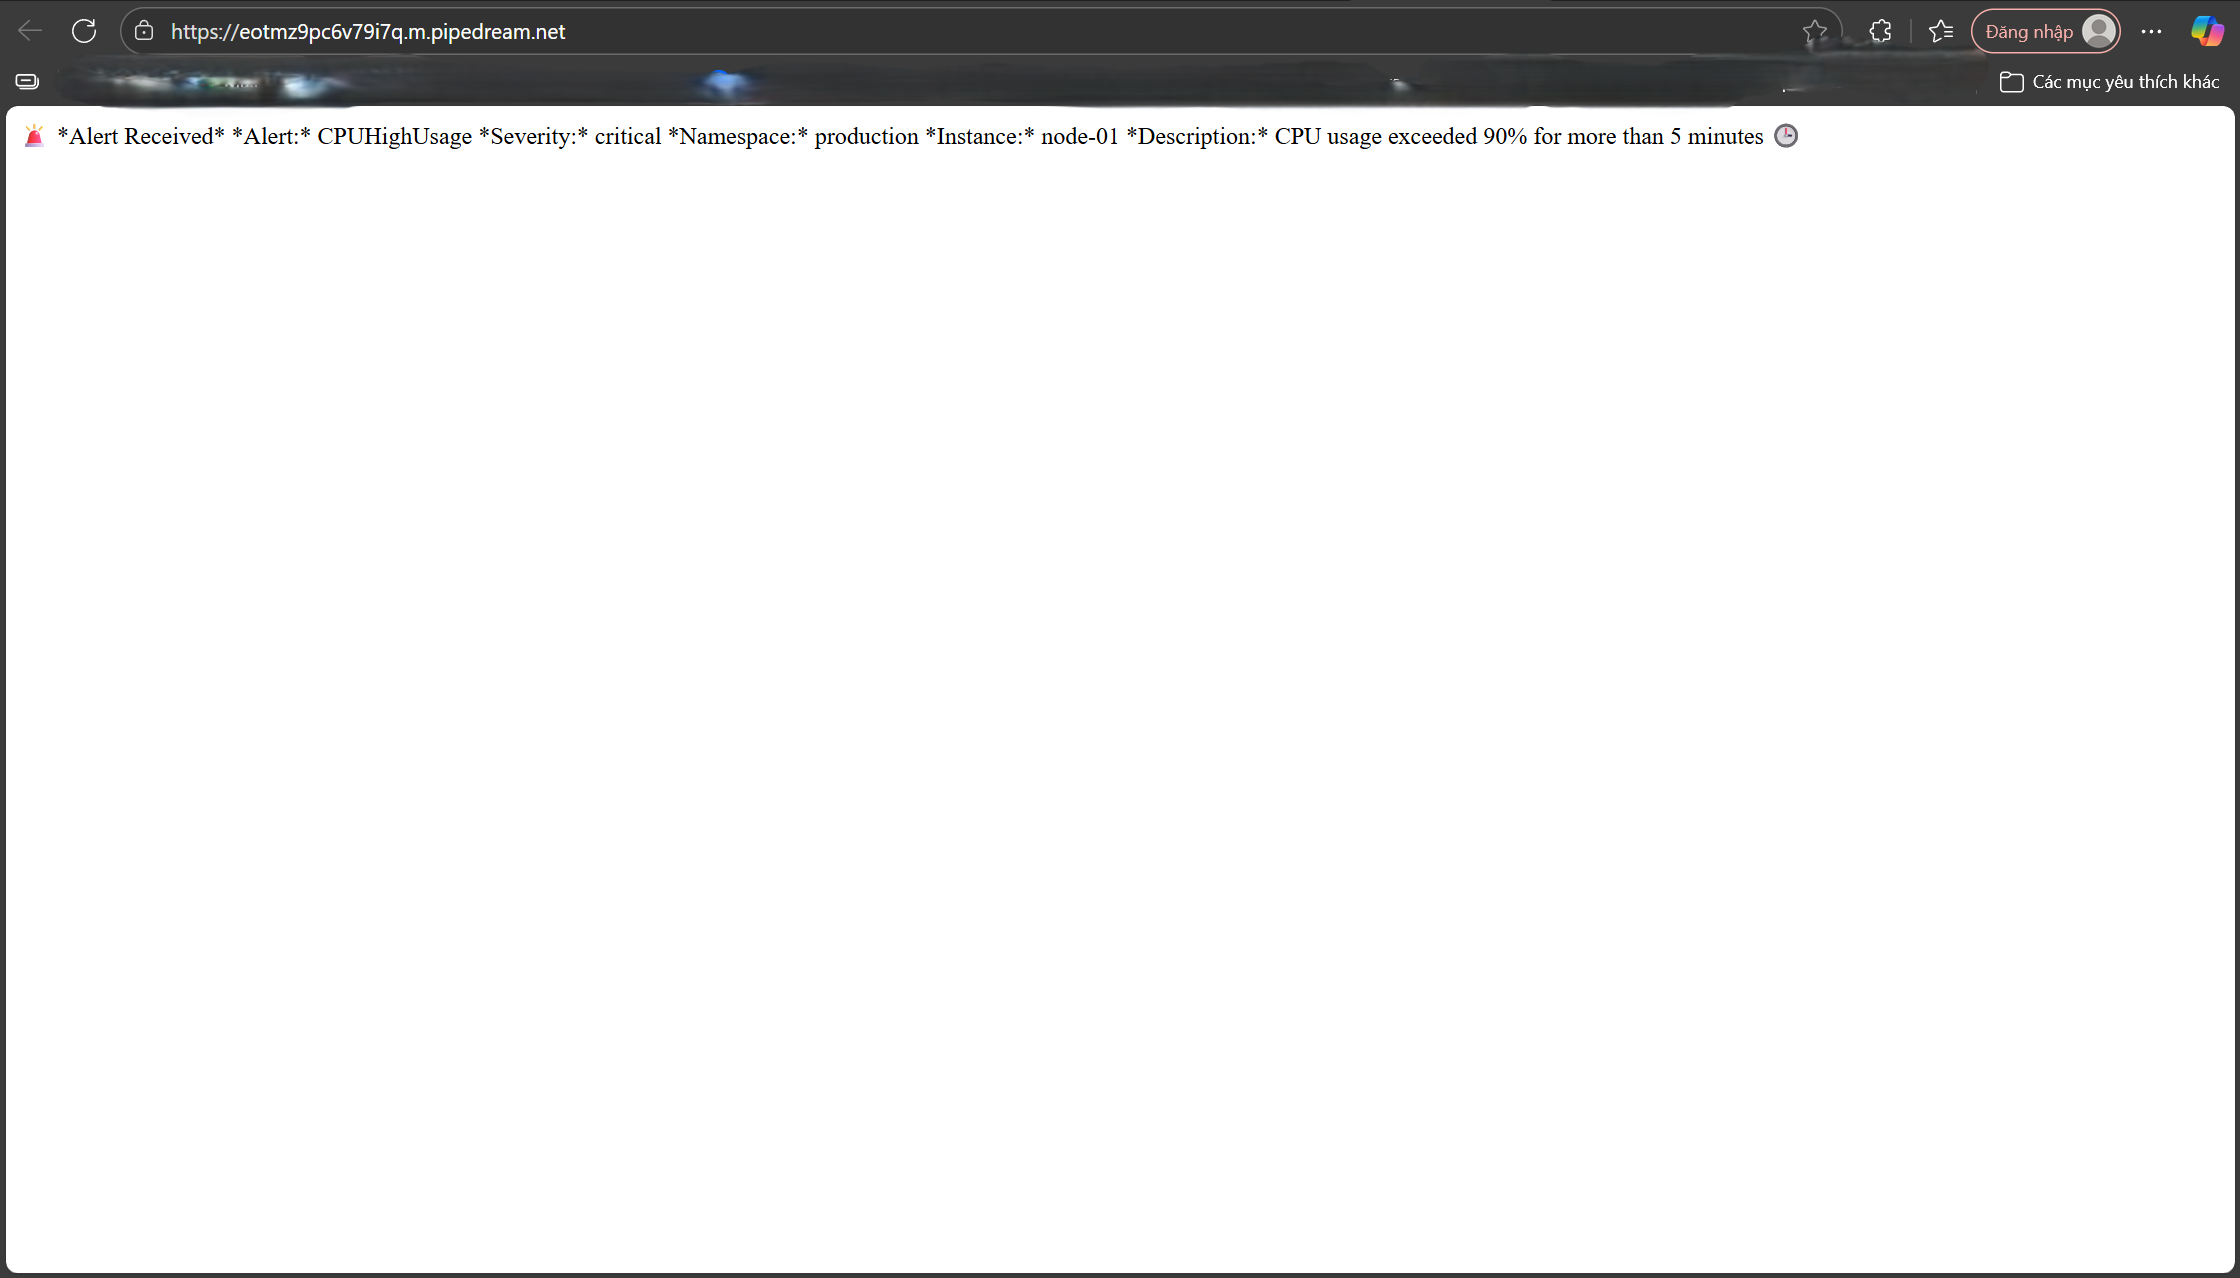 https://eotmz9pc6v79i7q.m.pipedream.net
Đăng nhập
Các mục yêu thích khác
🚨 *Alert Received* *Alert:* CPUHighUsage *Severity:* critical *Namespace:* production *Instance:* node-01 *Description:* CPU usage exceeded 90% for more than 5 minutes 🕒